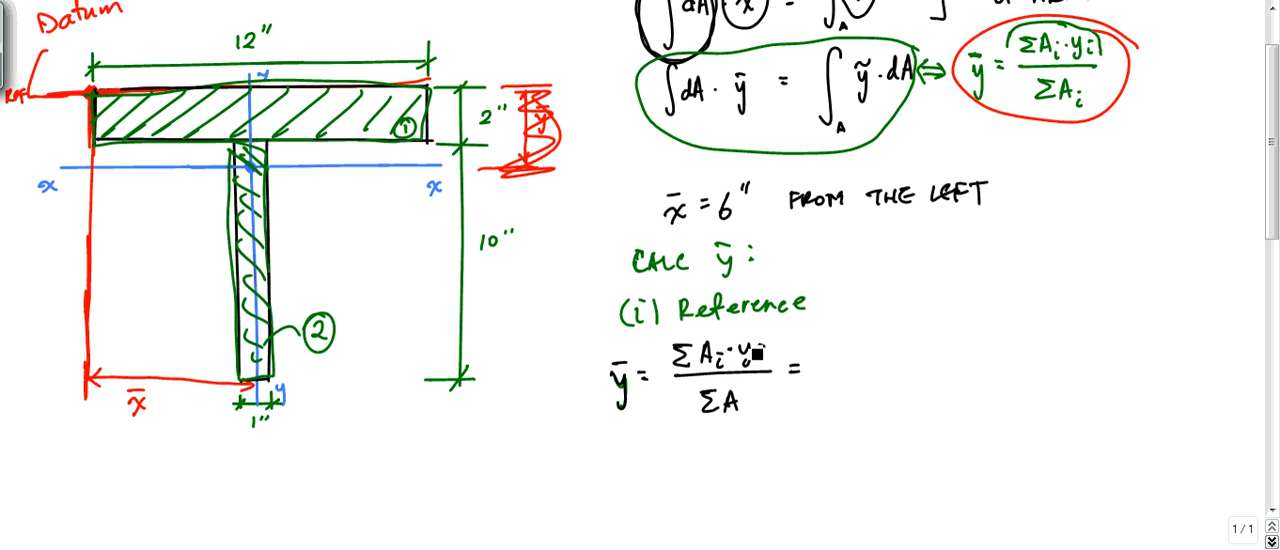 Datum
12"
Ref
y
①
2"
ȳ
x
x
10"
②
x̄
y
1"
∫dA · ȳ = ∫_A ỹ · dA ⇔ ȳ = ΣAᵢ·yᵢ / ΣAᵢ
x̄ = 6" FROM THE LEFT
CALC ȳ :
(i) Reference
ȳ = ΣAᵢ·yᵢ / ΣA =
1 / 1